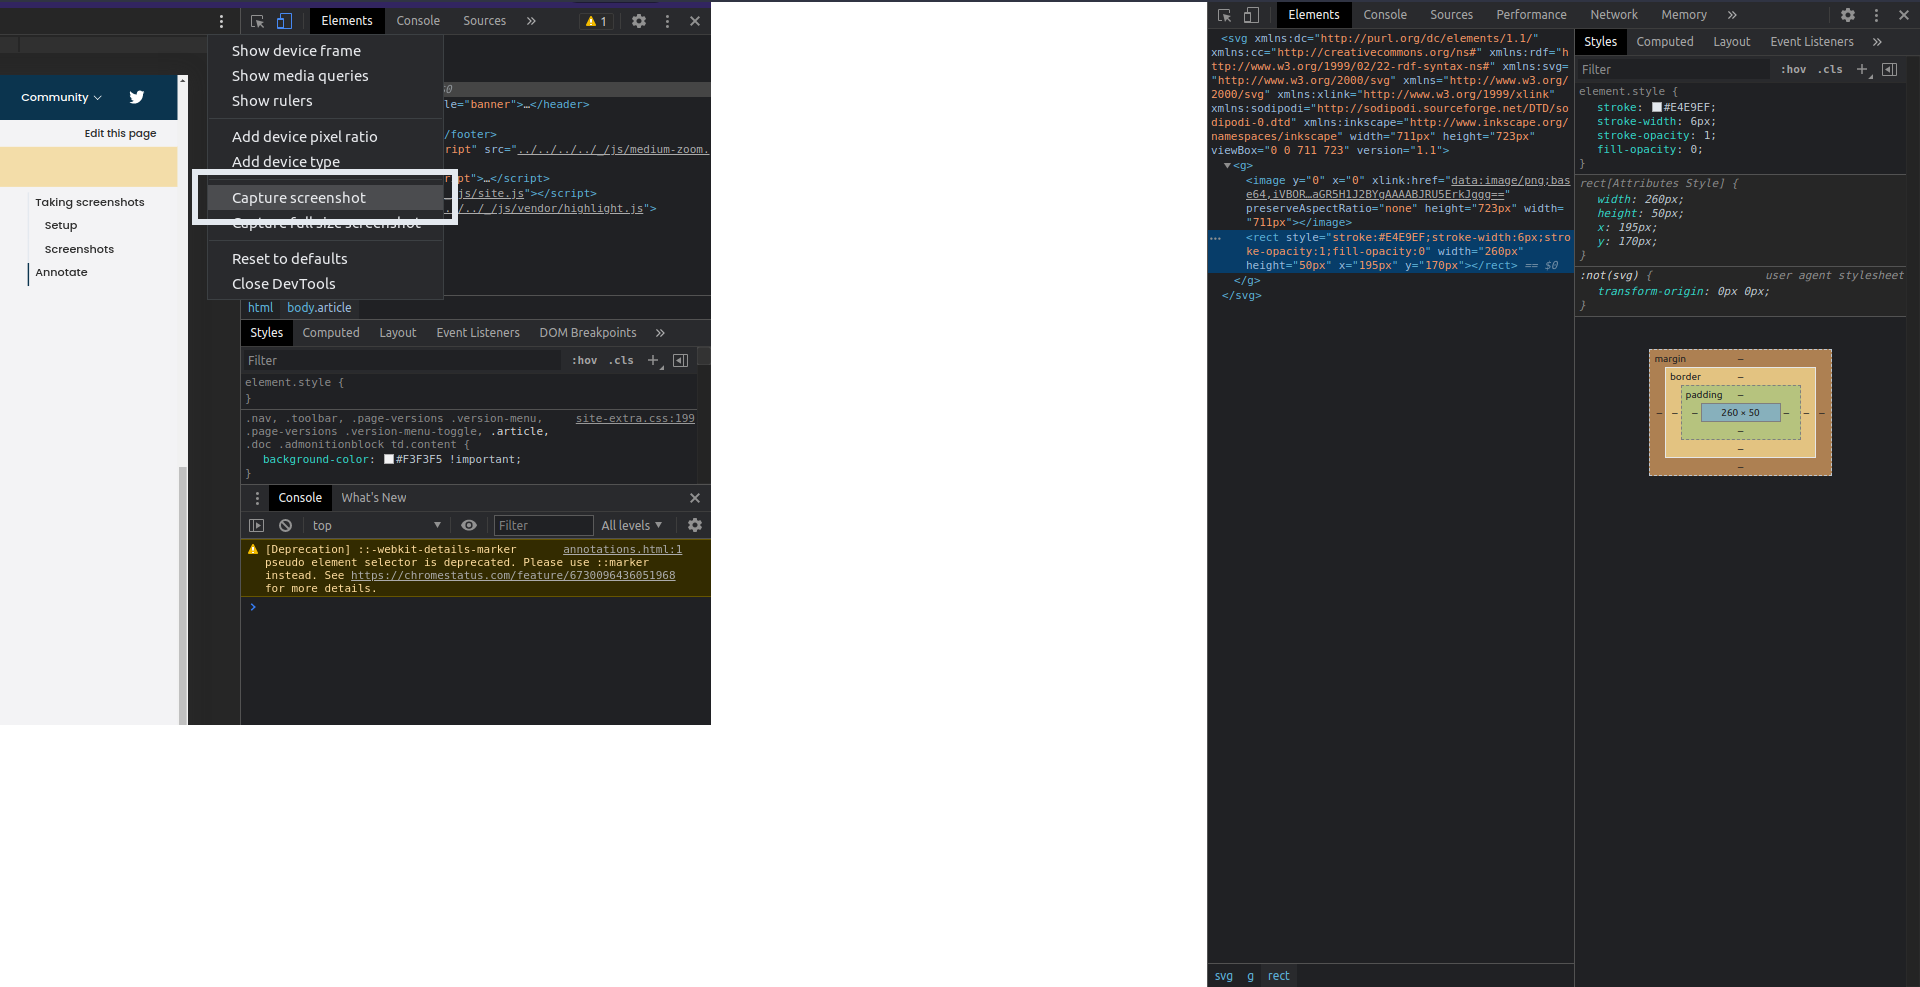 Elements
Console
Sources
»
1
Show device frame
Show media queries
Show rulers
Add device pixel ratio
Add device type
Capture screenshot
Capture full size screenshot
Reset to defaults
Close DevTools
Community
Edit this page
Taking screenshots
Setup
Screenshots
Annotate
$0
le="banner">…</header>
/footer>
ript" src="../../../../_/js/medium-zoom.
ript">…</script>
js/site.js"></script>
./../_/js/vendor/highlight.js">
html body.article
Styles Computed Layout Event Listeners DOM Breakpoints »
Filter :hov .cls +
element.style {
}
.nav, .toolbar, .page-versions .version-menu, site-extra.css:199
.page-versions .version-menu-toggle, .article,
.doc .admonitionblock td.content {
background-color: #F3F3F5 !important;
}
Console What's New
top Filter All levels
[Deprecation] ::-webkit-details-marker annotations.html:1
pseudo element selector is deprecated. Please use ::marker
instead. See https://chromestatus.com/feature/6730096436051968
for more details.
>
Elements Console Sources Performance Network Memory »
<svg xmlns:dc="http://purl.org/dc/elements/1.1/"
xmlns:cc="http://creativecommons.org/ns#" xmlns:rdf="h
ttp://www.w3.org/1999/02/22-rdf-syntax-ns#" xmlns:svg=
"http://www.w3.org/2000/svg" xmlns="http://www.w3.org/
2000/svg" xmlns:xlink="http://www.w3.org/1999/xlink"
xmlns:sodipodi="http://sodipodi.sourceforge.net/DTD/so
dipodi-0.dtd" xmlns:inkscape="http://www.inkscape.org/
namespaces/inkscape" width="711px" height="723px"
viewBox="0 0 711 723" version="1.1">
<g>
<image y="0" x="0" xlink:href="data:image/png;bas
e64,iVBOR…aGR5H1J2BYgAAAABJRU5ErkJggg=="
preserveAspectRatio="none" height="723px" width=
"711px"></image>
<rect style="stroke:#E4E9EF;stroke-width:6px;stro
ke-opacity:1;fill-opacity:0" width="260px"
height="50px" x="195px" y="170px"></rect> == $0
</g>
</svg>
svg g rect
Styles Computed Layout Event Listeners »
Filter :hov .cls +
element.style {
stroke: #E4E9EF;
stroke-width: 6px;
stroke-opacity: 1;
fill-opacity: 0;
}
rect[Attributes Style] {
width: 260px;
height: 50px;
x: 195px;
y: 170px;
}
:not(svg) { user agent stylesheet
transform-origin: 0px 0px;
}
margin –
border –
padding –
– – – 260 × 50 – – –
–
–
–